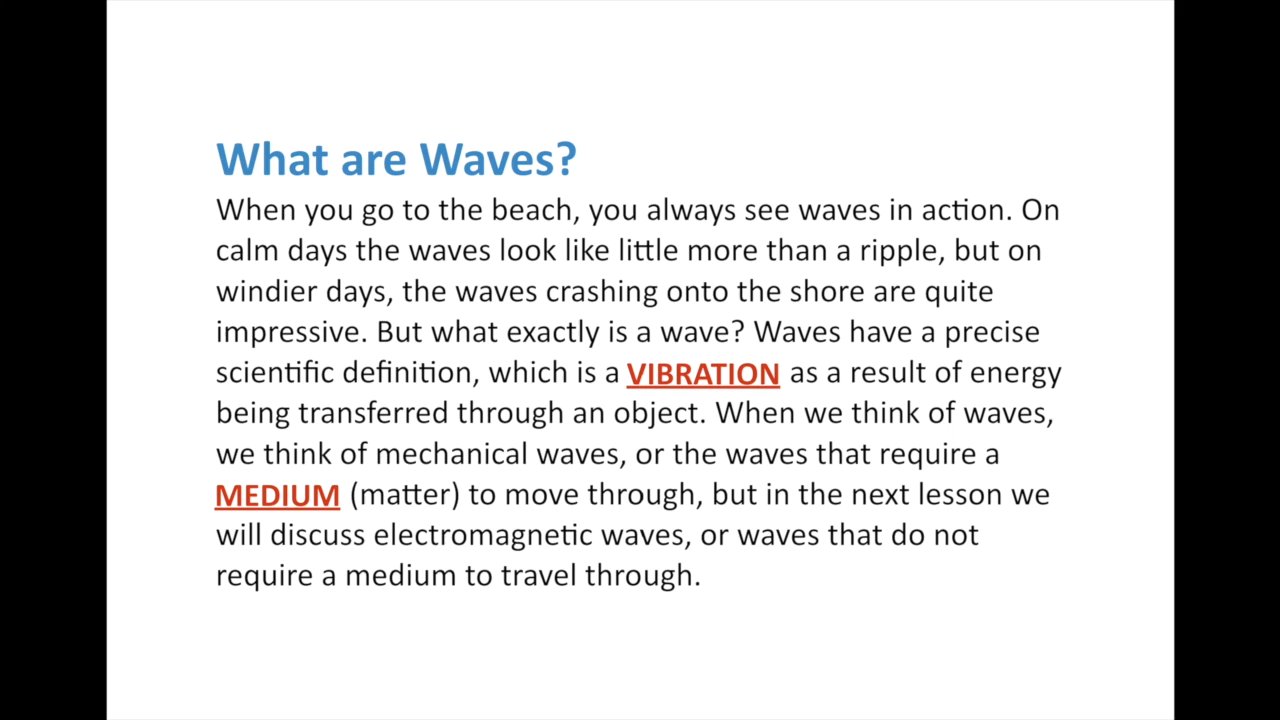 What are Waves?
When you go to the beach, you always see waves in action. On
calm days the waves look like little more than a ripple, but on
windier days, the waves crashing onto the shore are quite
impressive. But what exactly is a wave? Waves have a precise
scientific definition, which is a VIBRATION as a result of energy
being transferred through an object. When we think of waves,
we think of mechanical waves, or the waves that require a
MEDIUM (matter) to move through, but in the next lesson we
will discuss electromagnetic waves, or waves that do not
require a medium to travel through.